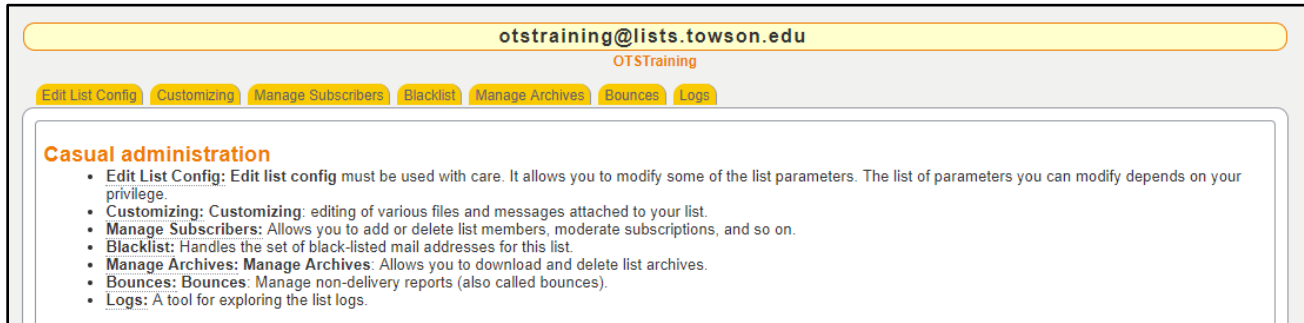 otstraining@lists.towson.edu
OTSTraining
Edit List Config Customizing Manage Subscribers Blacklist Manage Archives Bounces Logs
Casual administration
• Edit List Config: Edit list config must be used with care. It allows you to modify some of the list parameters. The list of parameters you can modify depends on your
privilege.
• Customizing: Customizing: editing of various files and messages attached to your list.
• Manage Subscribers: Allows you to add or delete list members, moderate subscriptions, and so on.
• Blacklist: Handles the set of black-listed mail addresses for this list.
• Manage Archives: Manage Archives: Allows you to download and delete list archives.
• Bounces: Bounces: Manage non-delivery reports (also called bounces).
• Logs: A tool for exploring the list logs.